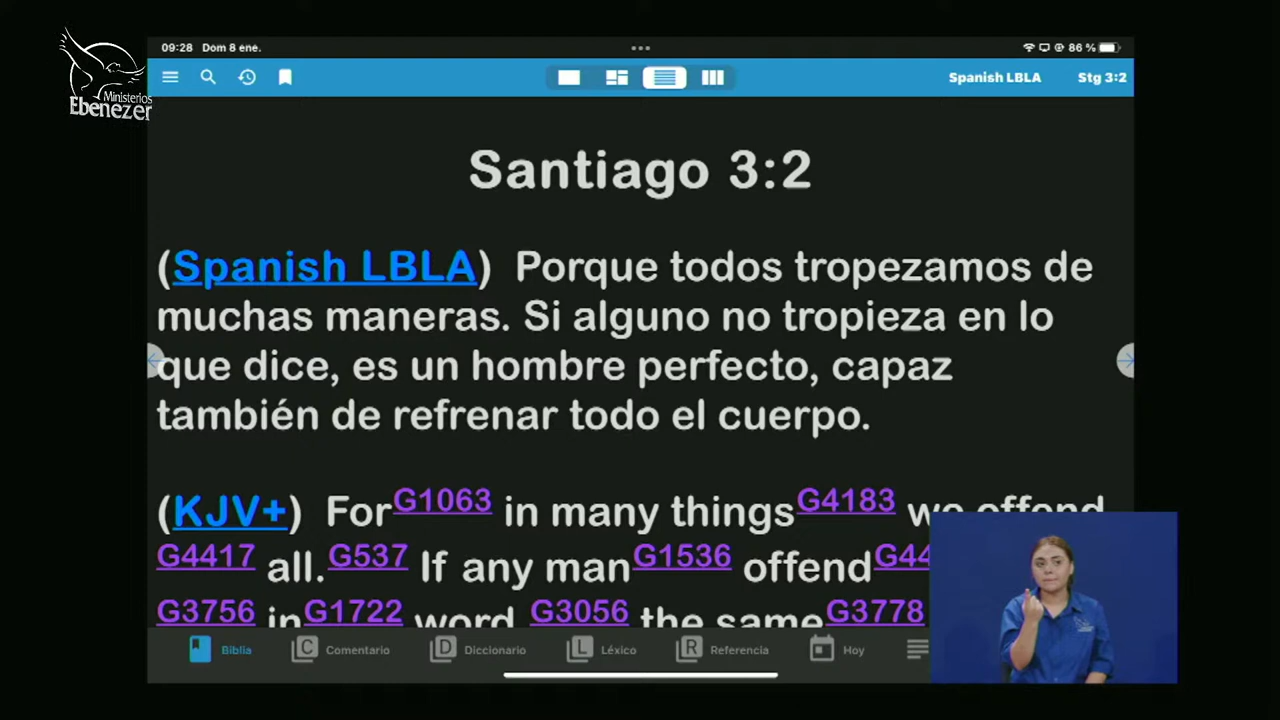 Ministerios
Ebenezer
09:28 Dom 8 ene.
86 %
Spanish LBLA Stg 3:2
Santiago 3:2
(Spanish LBLA) Porque todos tropezamos de
muchas maneras. Si alguno no tropieza en lo
que dice, es un hombre perfecto, capaz
también de refrenar todo el cuerpo.
(KJV+) For G1063 in many things G4183 we offend
G4417 all. G537 If any man G1536 offend
G3756 in G1722 word, G3056 the same G3778
Biblia Comentario Diccionario Léxico Referencia Hoy